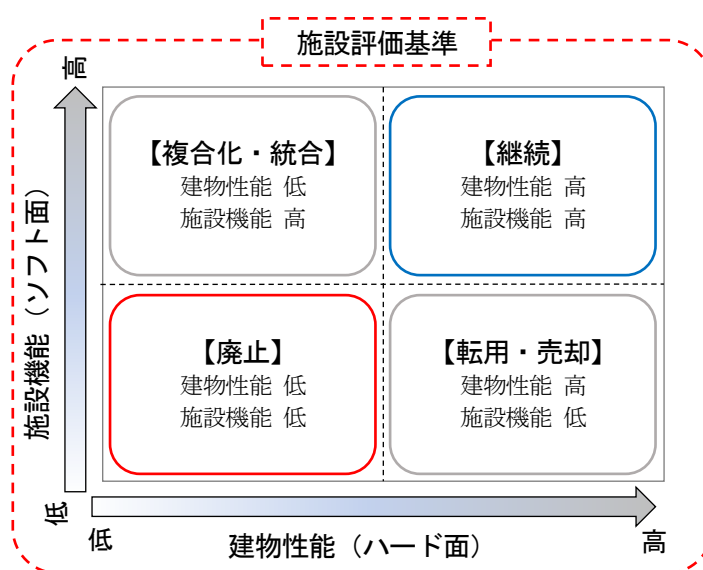 施設評価基準
高
施設機能（ソフト面）
低
【複合化・統合】
建物性能 低
施設機能 高
【継続】
建物性能 高
施設機能 高
【廃止】
建物性能 低
施設機能 低
【転用・売却】
建物性能 高
施設機能 低
低
建物性能（ハード面）
高